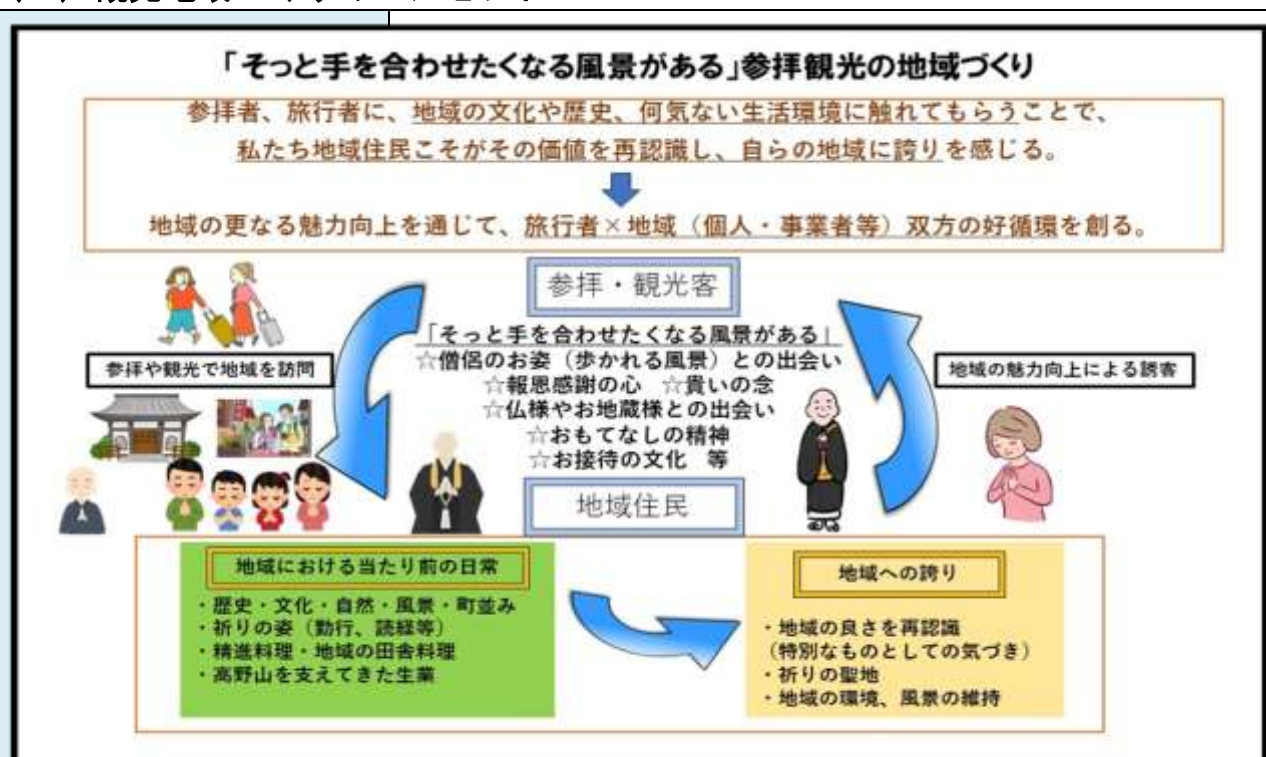 「そっと手を合わせたくなる風景がある」参拝観光の地域づくり
参拝者、旅行者に、地域の文化や歴史、何気ない生活環境に触れてもらうことで、
私たち地域住民こそがその価値を再認識し、自らの地域に誇りを感じる。
地域の更なる魅力向上を通じて、旅行者×地域（個人・事業者等）双方の好循環を創る。
参拝・観光客
「そっと手を合わせたくなる風景がある」
☆僧侶のお姿（歩かれる風景）との出会い
☆報恩感謝の心　☆貴いの念
☆仏様やお地蔵様との出会い
☆おもてなしの精神
☆お接待の文化　等
参拝や観光で地域を訪問
地域の魅力向上による誘客
地域住民
地域における当たり前の日常
・歴史・文化・自然・風景・町並み
・祈りの姿（勤行、読経等）
・精進料理・地域の田舎料理
・高野山を支えてきた生業
地域への誇り
・地域の良さを再認識
（特別なものとしての気づき）
・祈りの聖地
・地域の環境、風景の維持